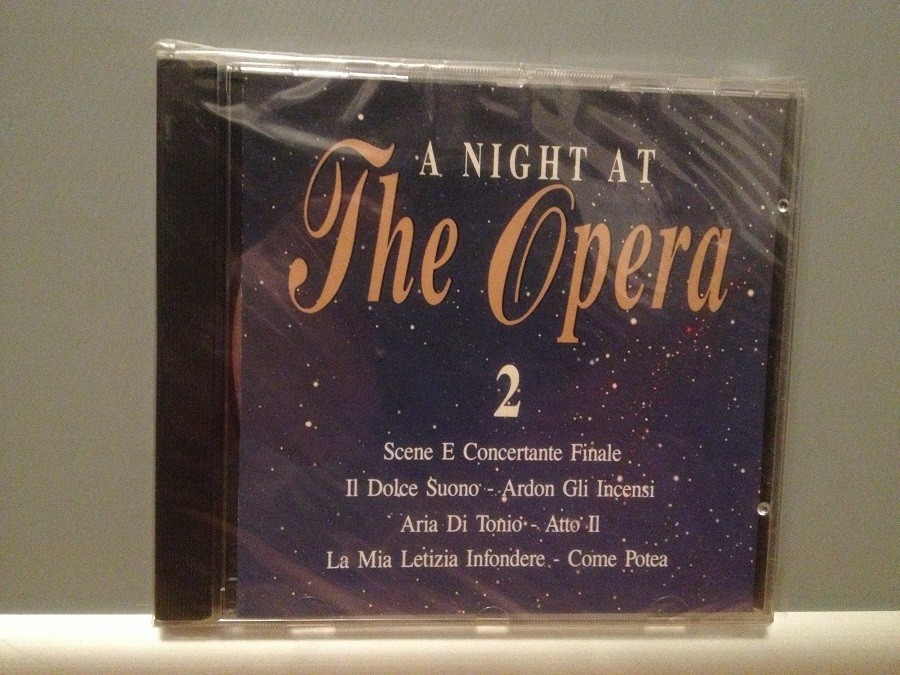 A NIGHT AT
The Opera
2
Scene E Concertante Finale
Il Dolce Suono - Ardon Gli Incensi
Aria Di Tonio - Atto II
La Mia Letizia Infondere - Come Potea